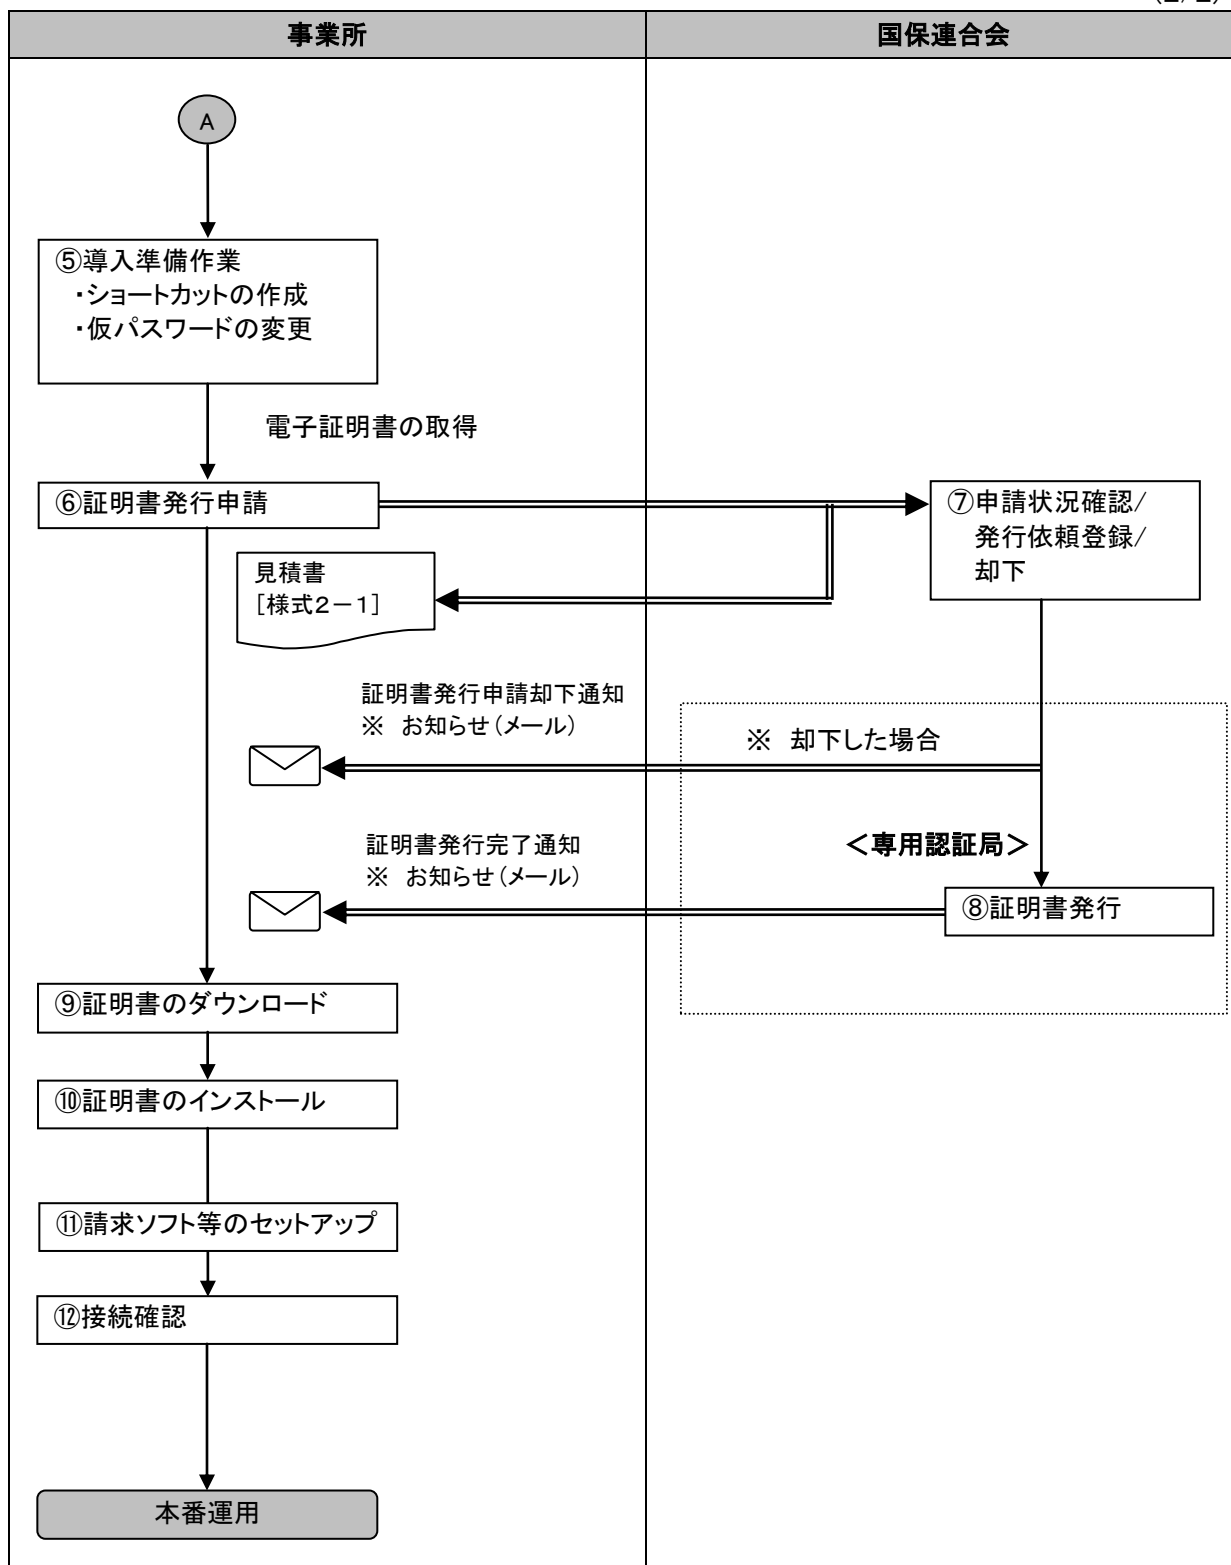 事業所
国保連合会
A
⑤導入準備作業
・ショートカットの作成
・仮パスワードの変更
電子証明書の取得
⑥証明書発行申請
⑦申請状況確認/
発行依頼登録/
却下
見積書
[様式2-1]
証明書発行申請却下通知
※ お知らせ(メール)
※ 却下した場合
証明書発行完了通知
※ お知らせ(メール)
<専用認証局>
⑧証明書発行
⑨証明書のダウンロード
⑩証明書のインストール
⑪請求ソフト等のセットアップ
⑫接続確認
本番運用